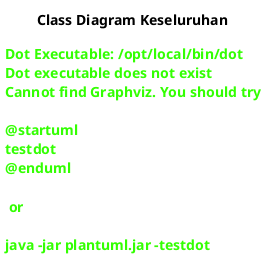 Class Diagram Keseluruhan
Dot Executable: /opt/local/bin/dot
Dot executable does not exist
Cannot find Graphviz. You should try
@startuml
testdot
@enduml
or
java -jar plantuml.jar -testdot